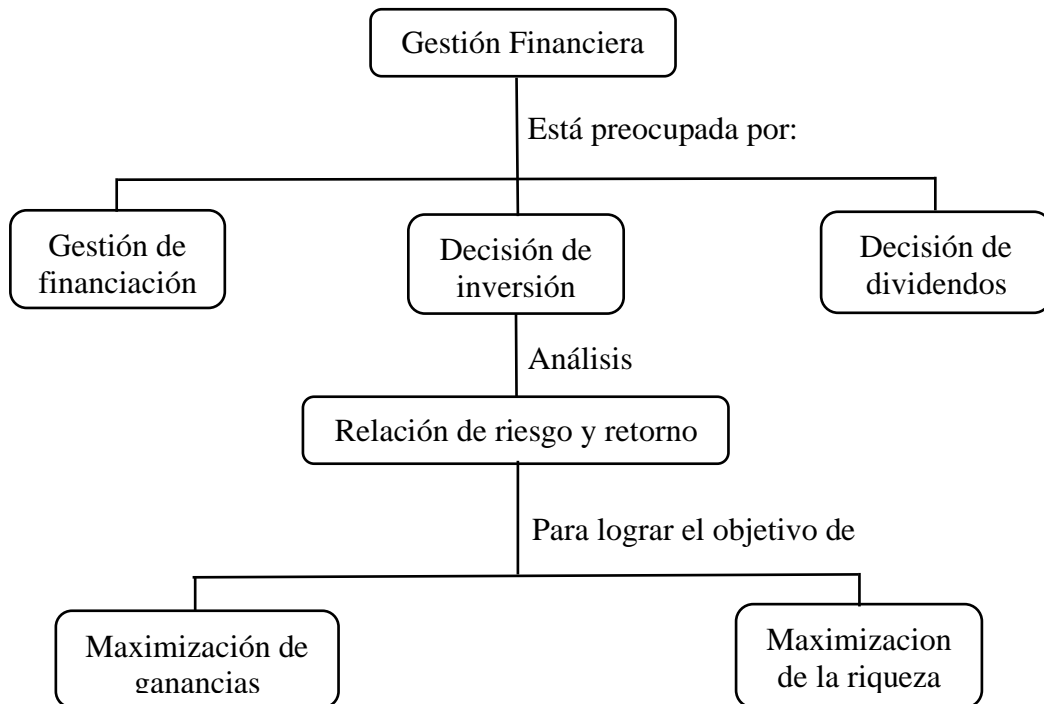 Gestión Financiera
Está preocupada por:
Gestión de
financiación
Decisión de
inversión
Decisión de
dividendos
Análisis
Relación de riesgo y retorno
Para lograr el objetivo de
Maximización de
ganancias
Maximizacion
de la riqueza